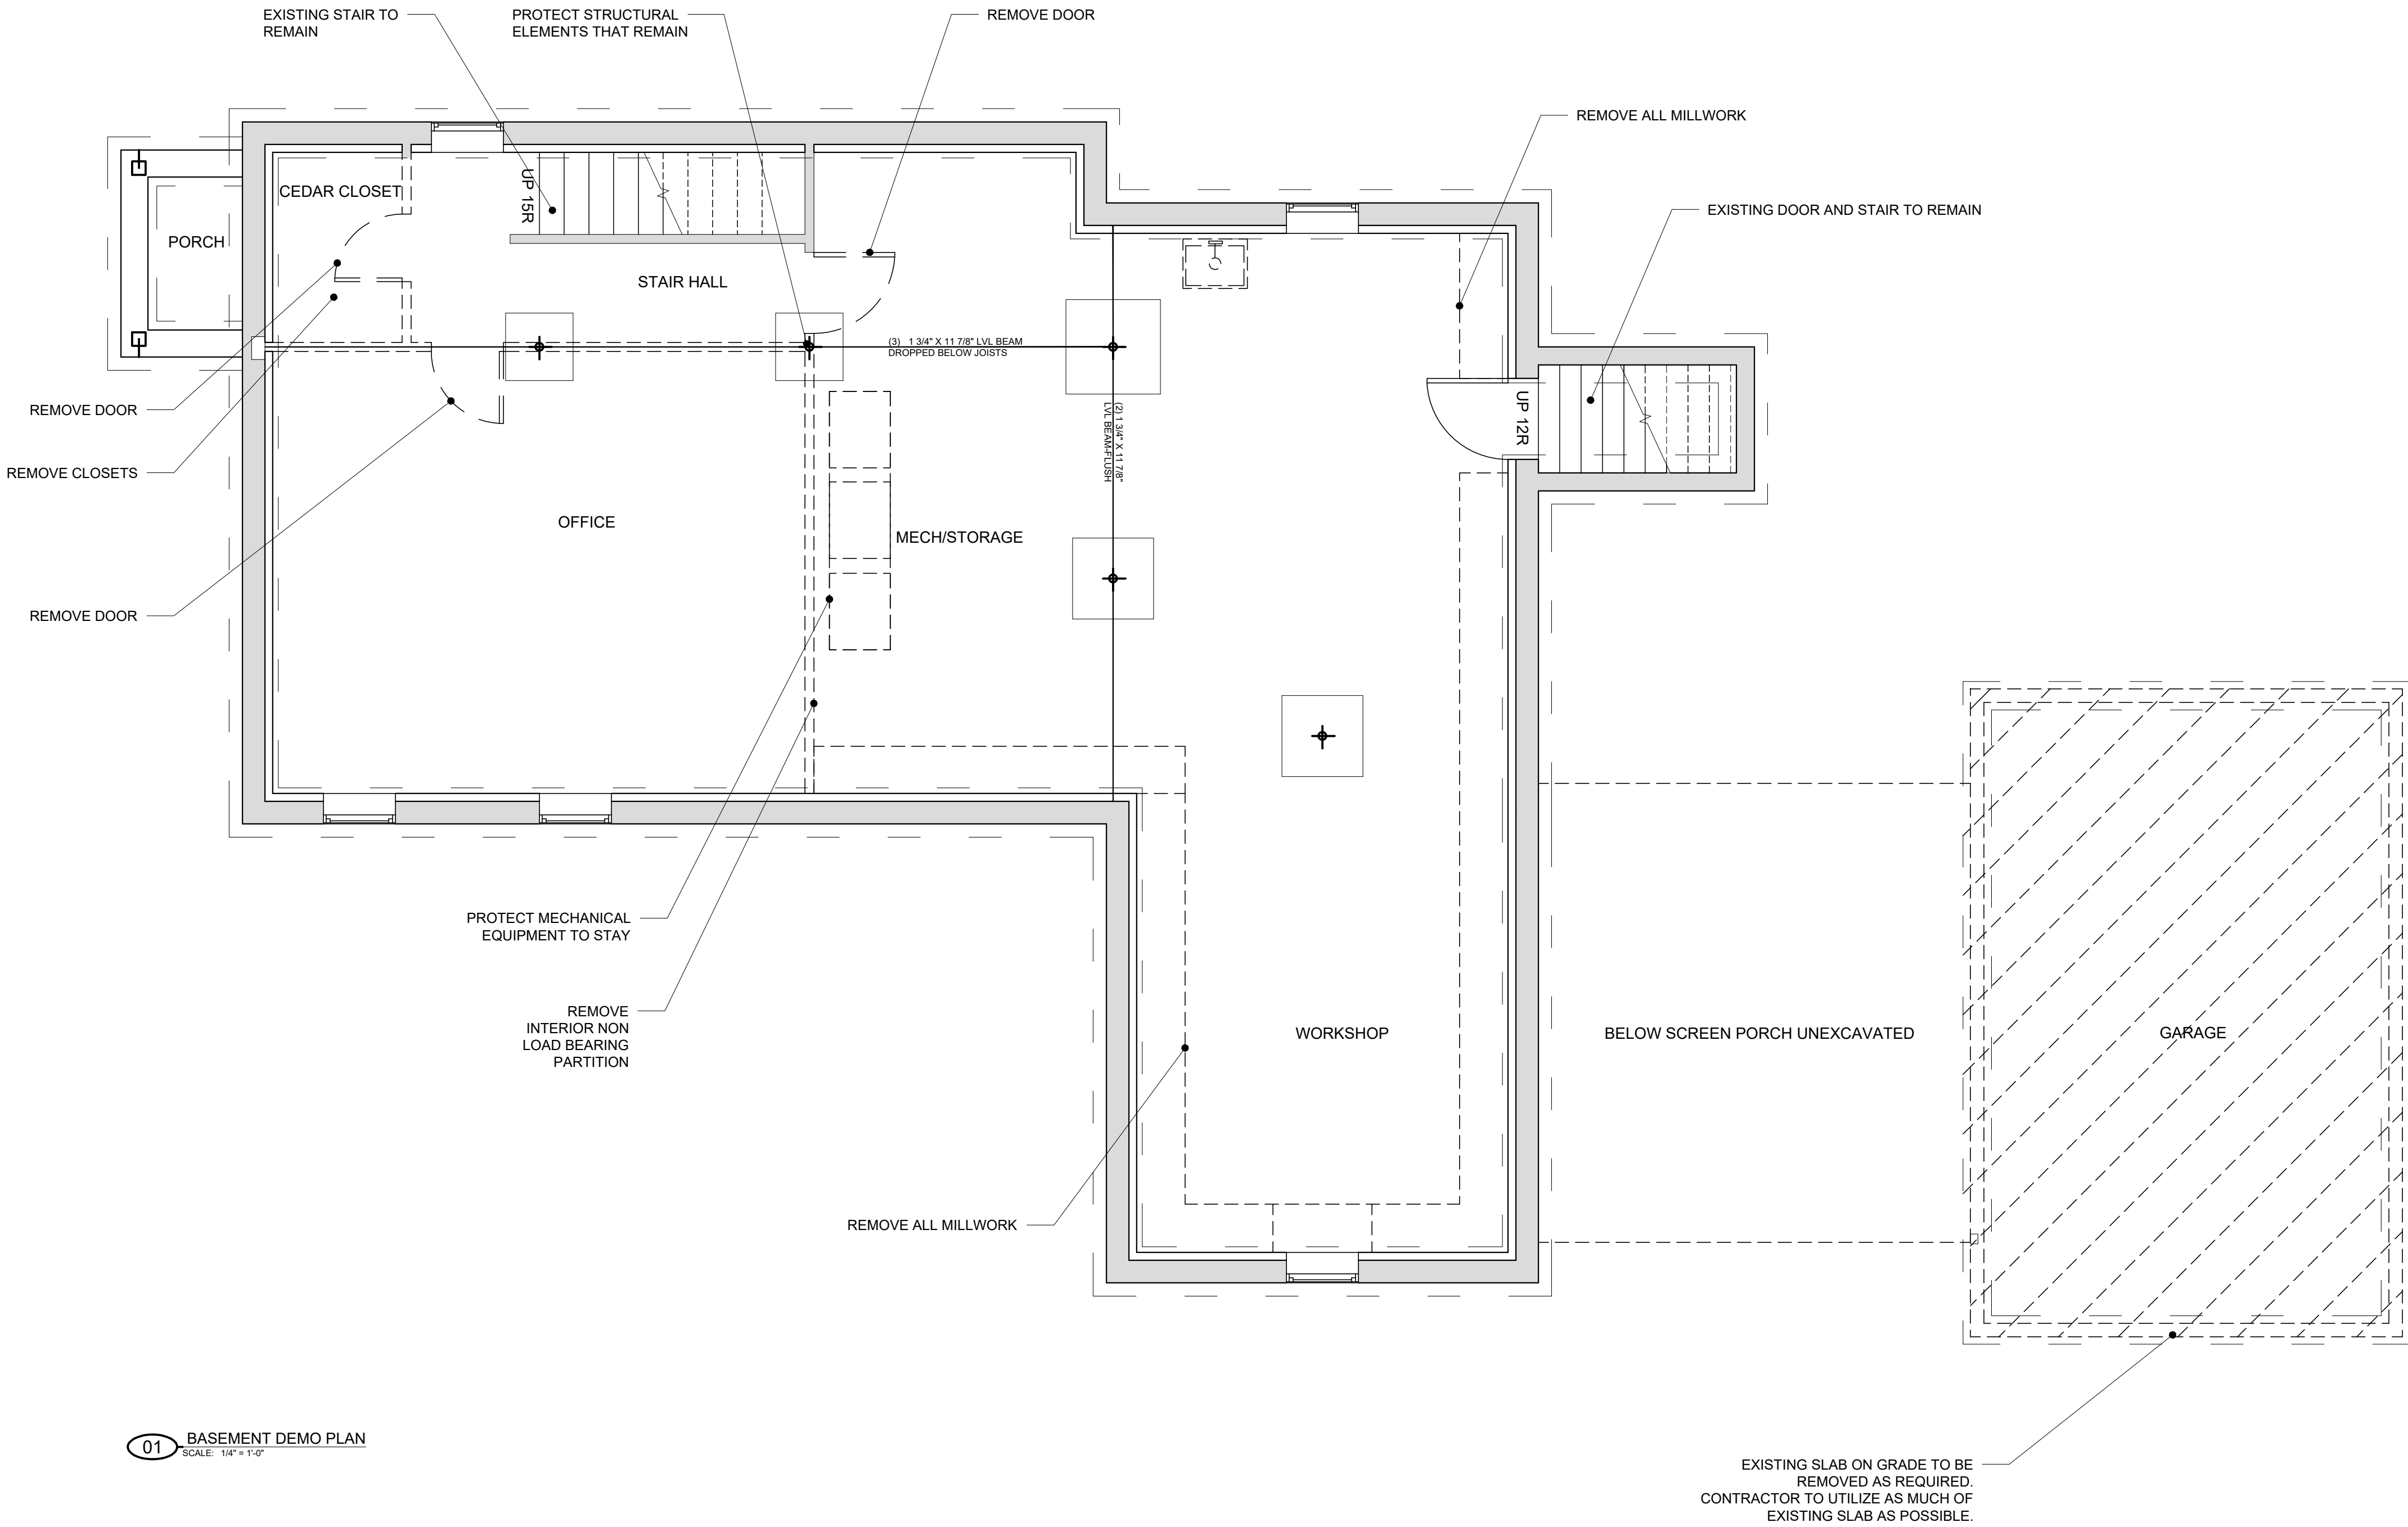 EXISTING STAIR TO
REMAIN
PROTECT STRUCTURAL
ELEMENTS THAT REMAIN
REMOVE DOOR
REMOVE ALL MILLWORK
EXISTING DOOR AND STAIR TO REMAIN
CEDAR CLOSET
UP 15R
PORCH
STAIR HALL
(3) 1 3/4" X 11 7/8" LVL BEAM
DROPPED BELOW JOISTS
(2) 1 3/4" X 11 7/8"
LVL BEAM-FLUSH
UP 12R
REMOVE DOOR
REMOVE CLOSETS
OFFICE
MECH/STORAGE
REMOVE DOOR
PROTECT MECHANICAL
EQUIPMENT TO STAY
REMOVE
INTERIOR NON
LOAD BEARING
PARTITION
WORKSHOP
BELOW SCREEN PORCH UNEXCAVATED
GARAGE
REMOVE ALL MILLWORK
01
BASEMENT DEMO PLAN
SCALE: 1/4" = 1'-0"
EXISTING SLAB ON GRADE TO BE
REMOVED AS REQUIRED.
CONTRACTOR TO UTILIZE AS MUCH OF
EXISTING SLAB AS POSSIBLE.